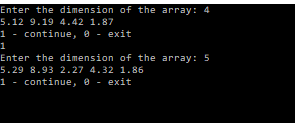 Enter the dimension of the array: 4
5.12 9.19 4.42 1.87
1 - continue, 0 - exit
1
Enter the dimension of the array: 5
5.29 8.93 2.27 4.32 1.86
1 - continue, 0 - exit